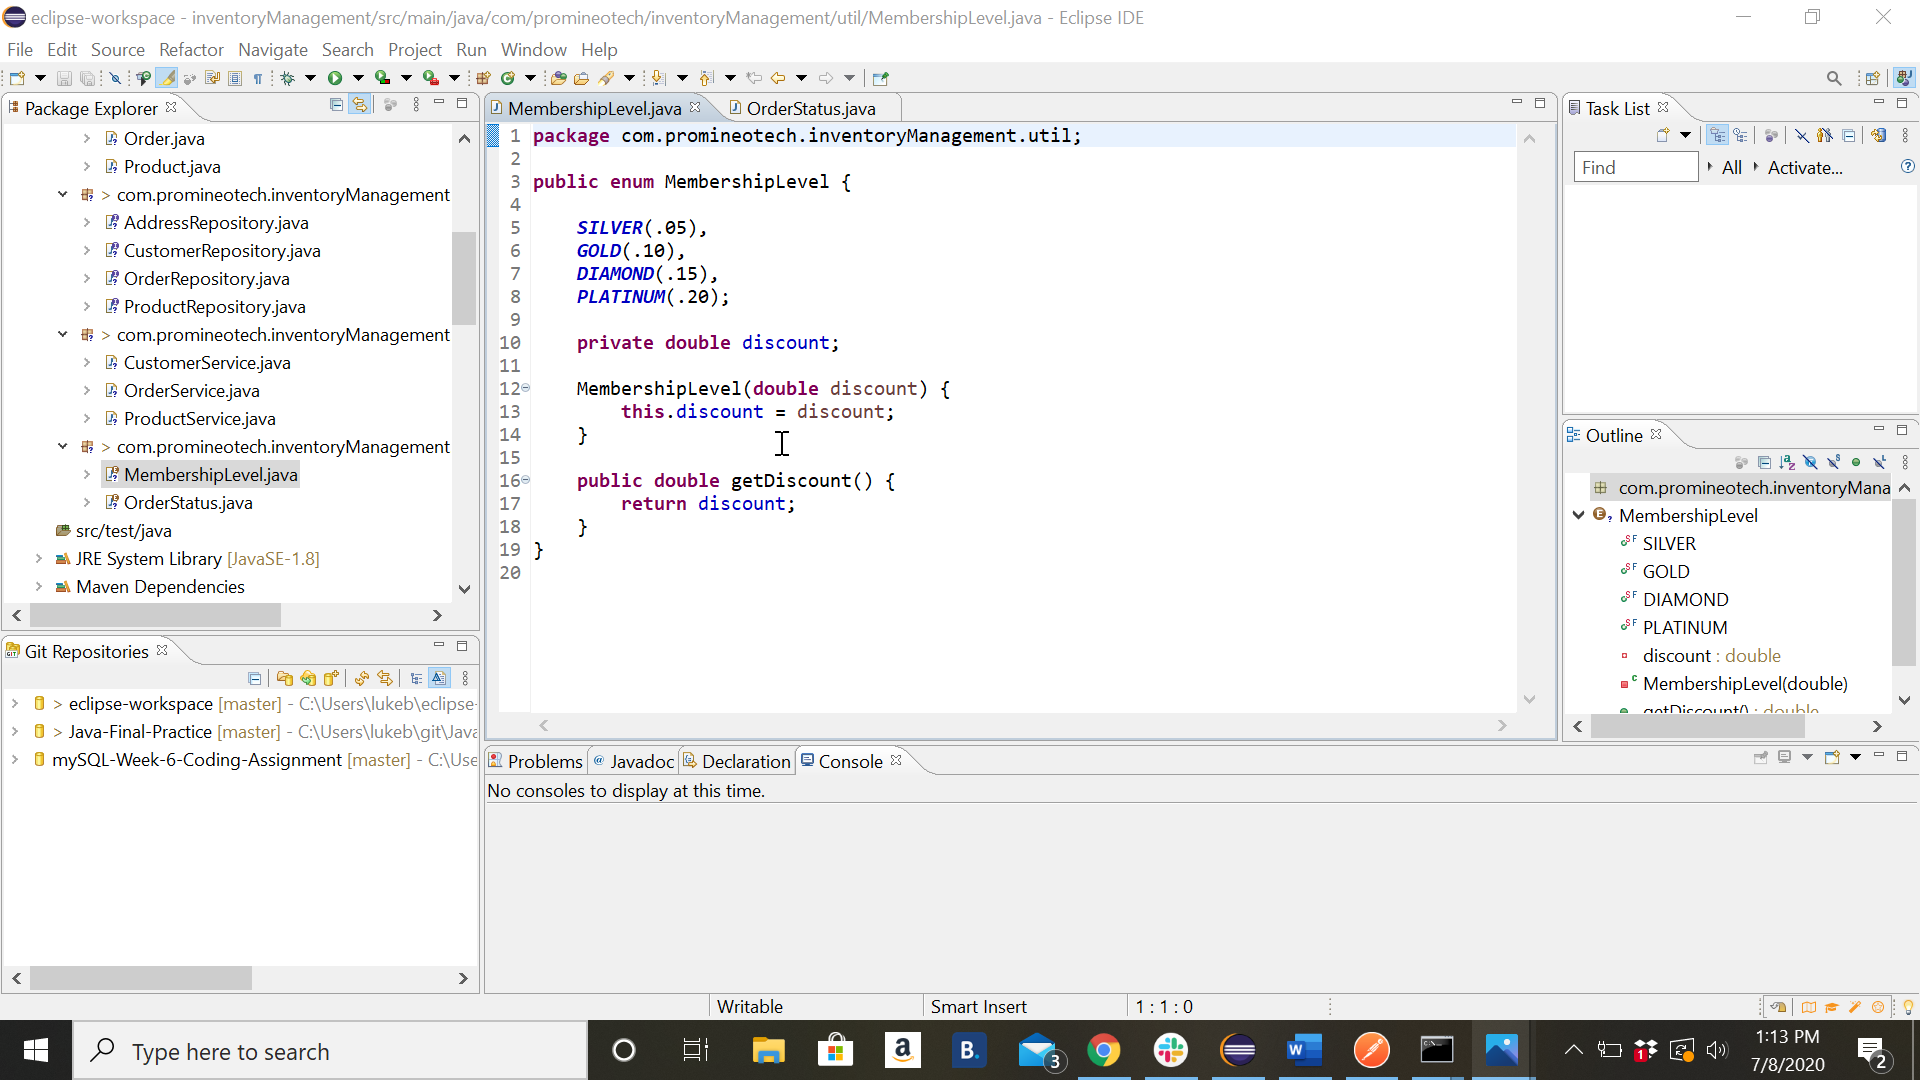 eclipse-workspace - inventoryManagement/src/main/java/com/promineotech/inventoryManagement/util/MembershipLevel.java - Eclipse IDE
File Edit Source Refactor Navigate Search Project Run Window Help
Package Explorer
Order.java
Product.java
> com.promineotech.inventoryManagement
AddressRepository.java
CustomerRepository.java
OrderRepository.java
ProductRepository.java
> com.promineotech.inventoryManagement
CustomerService.java
OrderService.java
ProductService.java
> com.promineotech.inventoryManagement
MembershipLevel.java
OrderStatus.java
src/test/java
JRE System Library [JavaSE-1.8]
Maven Dependencies
Git Repositories
> eclipse-workspace [master] - C:\Users\lukeb\eclipse-
> Java-Final-Practice [master] - C:\Users\lukeb\git\Java
mySQL-Week-6-Coding-Assignment [master] - C:\Use
MembershipLevel.java OrderStatus.java
1 package com.promineotech.inventoryManagement.util;
2
3 public enum MembershipLevel {
4
5 SILVER(.05),
6 GOLD(.10),
7 DIAMOND(.15),
8 PLATINUM(.20);
9
10 private double discount;
11
12 MembershipLevel(double discount) {
13 this.discount = discount;
14 }
15
16 public double getDiscount() {
17 return discount;
18 }
19 }
20
Problems @ Javadoc Declaration Console
No consoles to display at this time.
Task List
Find All Activate...
Outline
com.promineotech.inventoryMana
MembershipLevel
SILVER
GOLD
DIAMOND
PLATINUM
discount : double
MembershipLevel(double)
getDiscount() : double
Writable Smart Insert 1 : 1 : 0
Type here to search
3
1
1:13 PM
7/8/2020
2